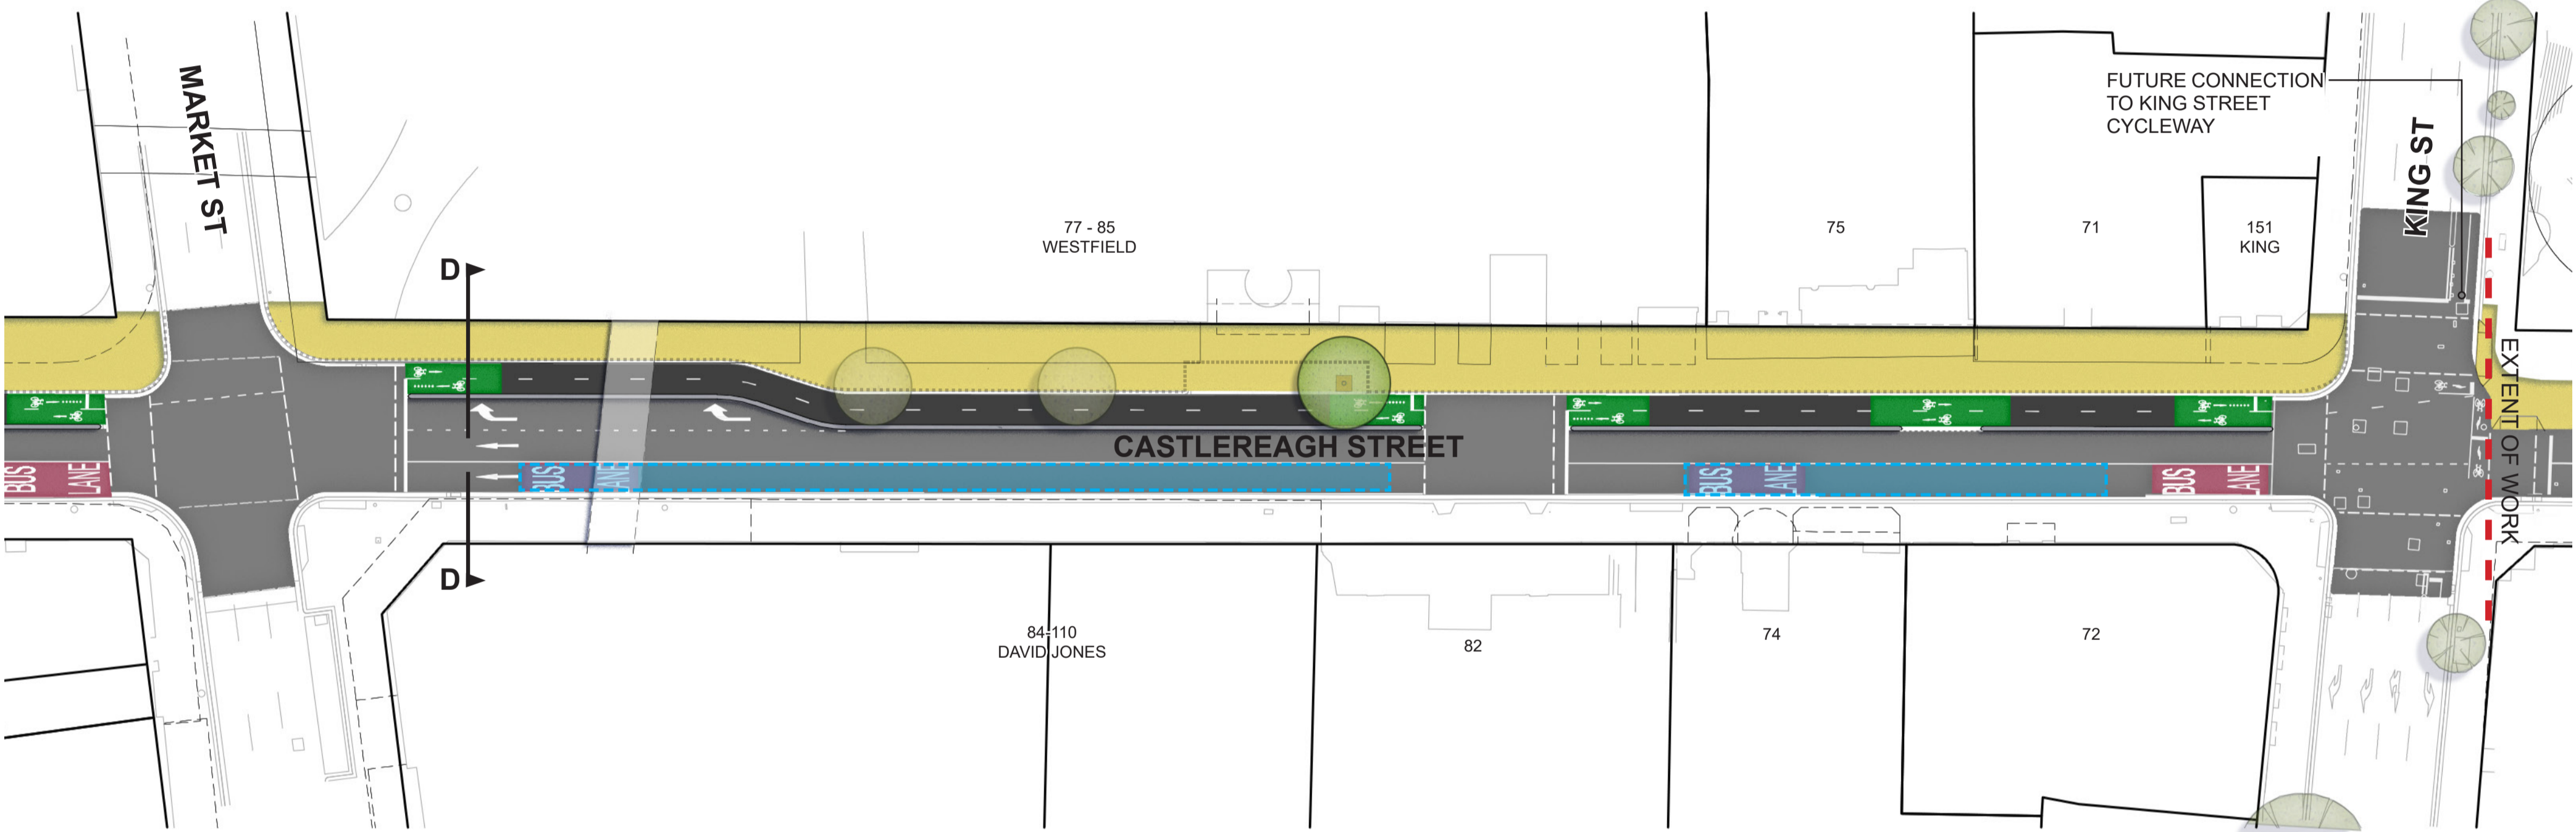 MARKET ST
FUTURE CONNECTION
TO KING STREET
CYCLEWAY
KING ST
77 - 85
WESTFIELD
75
71
151
KING
D
EXTENT OF WORK
CASTLEREAGH STREET
BUS
LANE
BUS
LANE
BUS
LANE
BUS
LANE
D
84-110
DAVID JONES
82
74
72